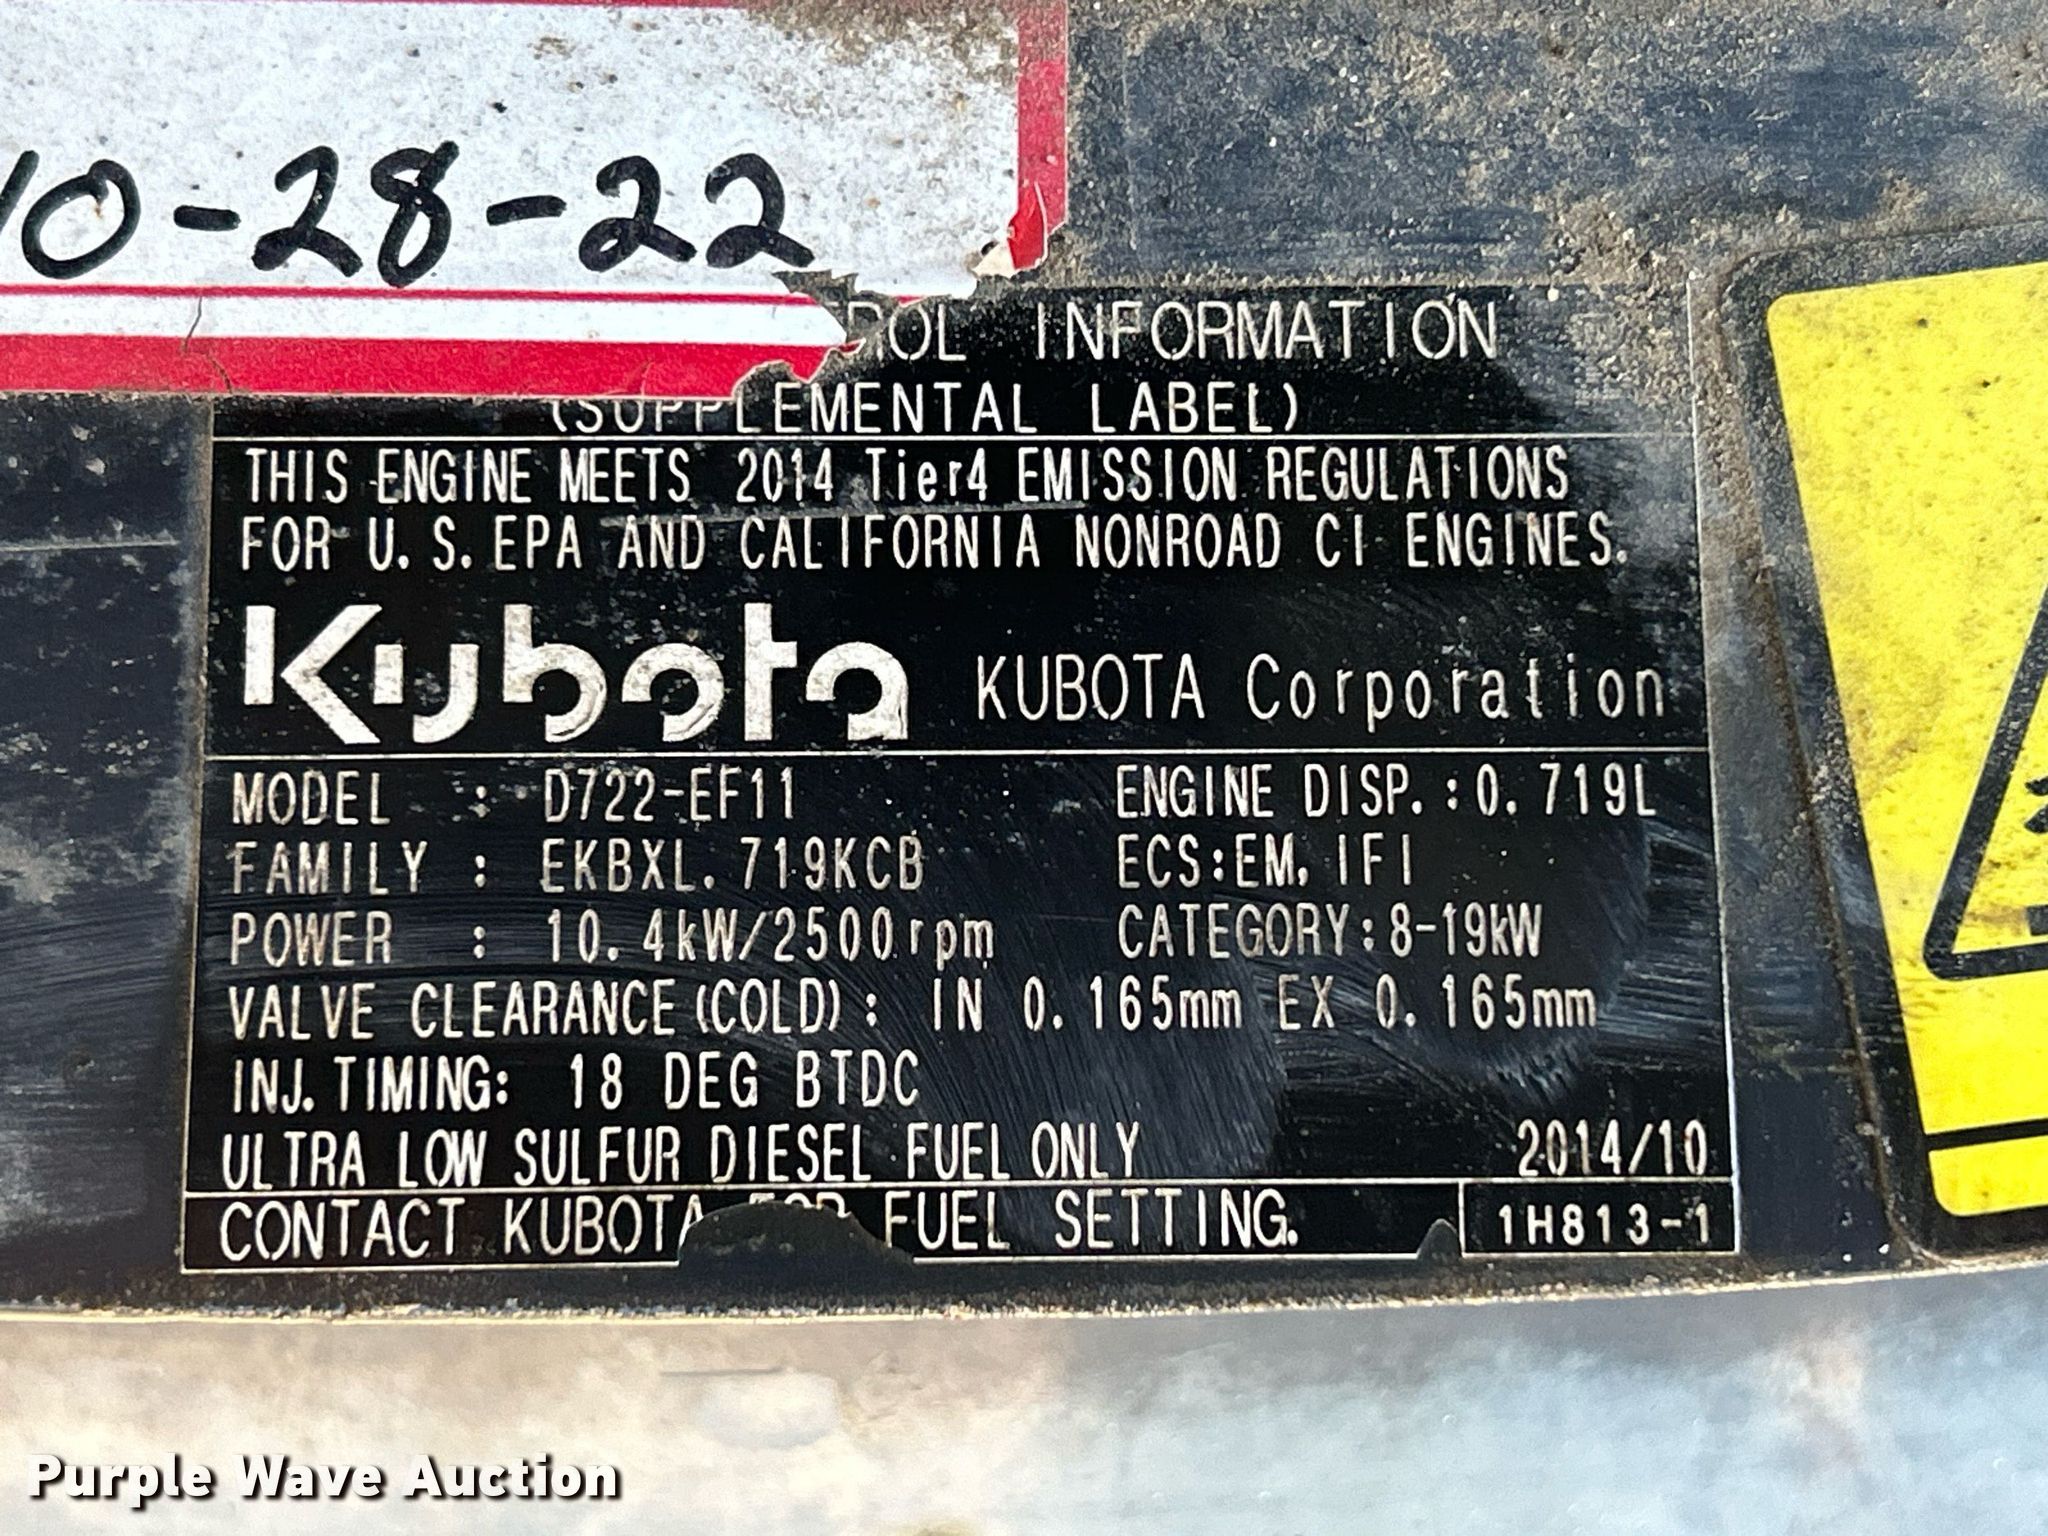 10-28-22
ROL INFORMATION
(SUPPLEMENTAL LABEL)
THIS ENGINE MEETS 2014 Tier4 EMISSION REGULATIONS
FOR U.S.EPA AND CALIFORNIA NONROAD CI ENGINES.
Kubota KUBOTA Corporation
MODEL : D722-EF11 ENGINE DISP.:0.719L
FAMILY : EKBXL.719KCB ECS:EM,IFI
POWER : 10.4kW/2500rpm CATEGORY:8-19kW
VALVE CLEARANCE(COLD): IN 0.165mm EX 0.165mm
INJ.TIMING: 18 DEG BTDC
ULTRA LOW SULFUR DIESEL FUEL ONLY 2014/10
CONTACT KUBOTA FOR FUEL SETTING. 1H813-1
Purple Wave Auction